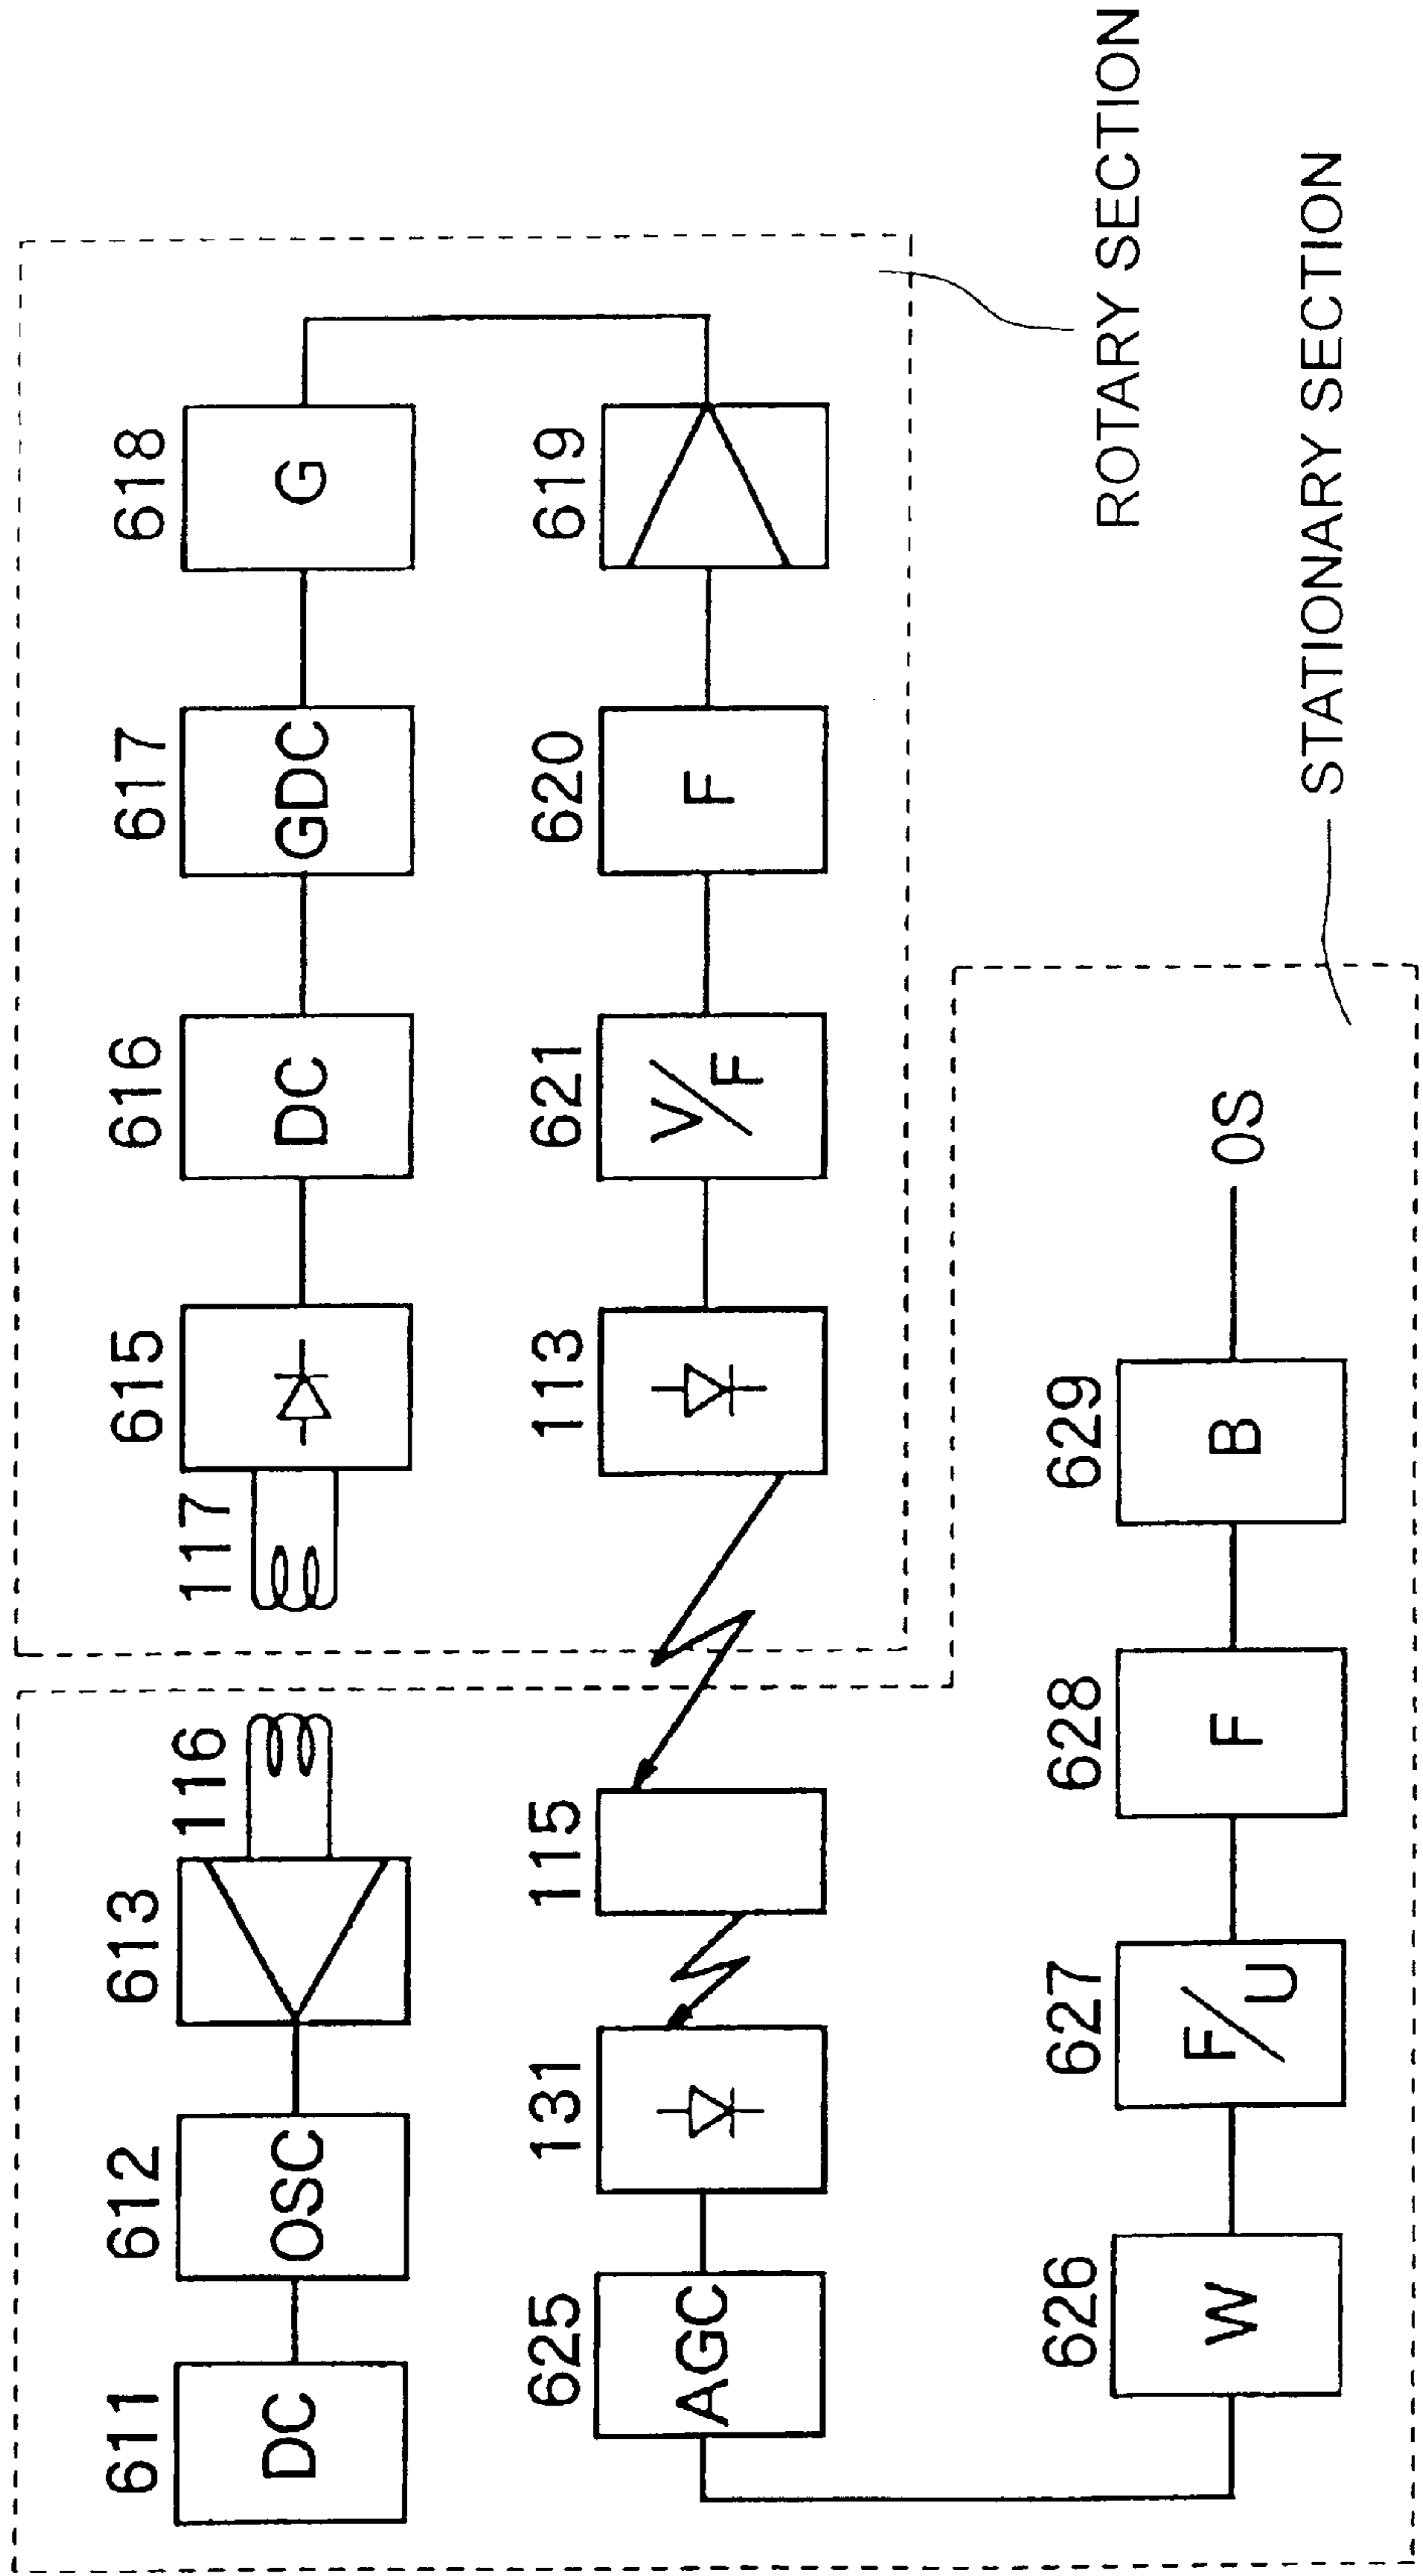 611
DC
612
OSC
613
116
117
615
616
DC
617
GDC
618
G
625
AGC
131
115
113
621
V/F
620
F
619
626
W
627
F/U
628
F
629
B
OS
ROTARY SECTION
STATIONARY SECTION